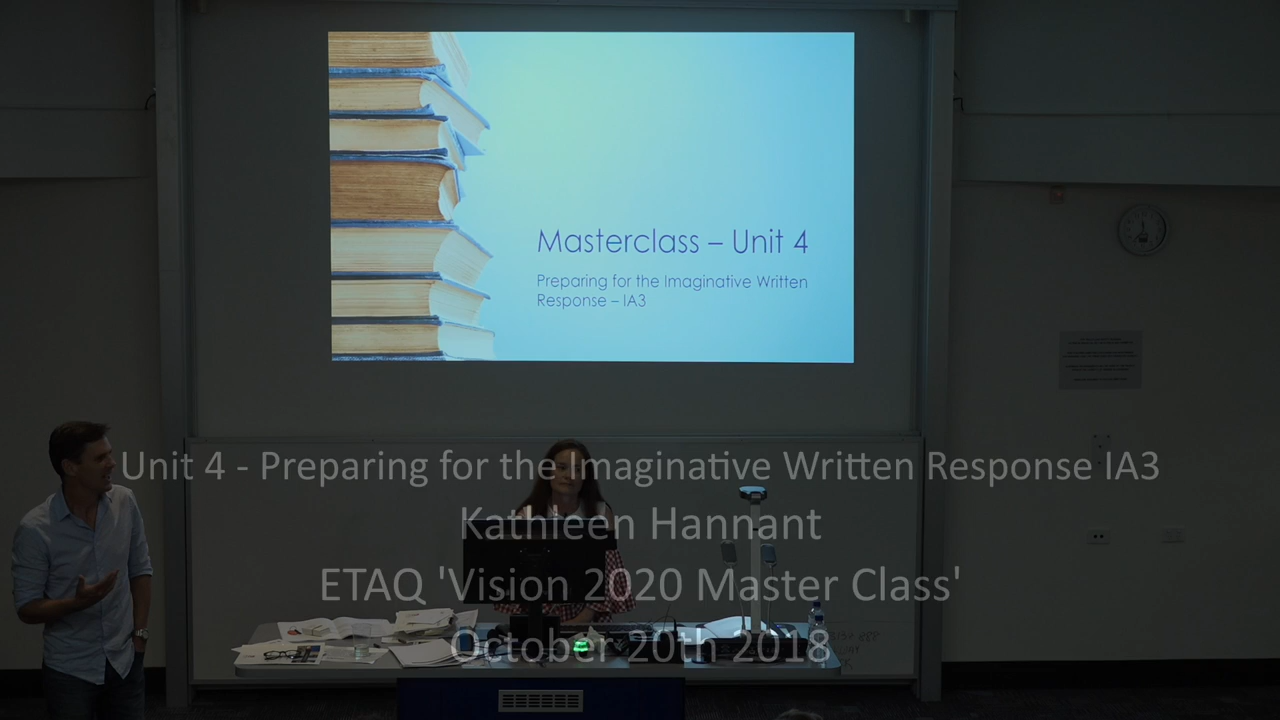 Masterclass – Unit 4
Preparing for the Imaginative Written
Response – IA3
Unit 4 - Preparing for the Imaginative Written Response IA3
Kathleen Hannant
ETAQ 'Vision 2020 Master Class'
October 20th 2018